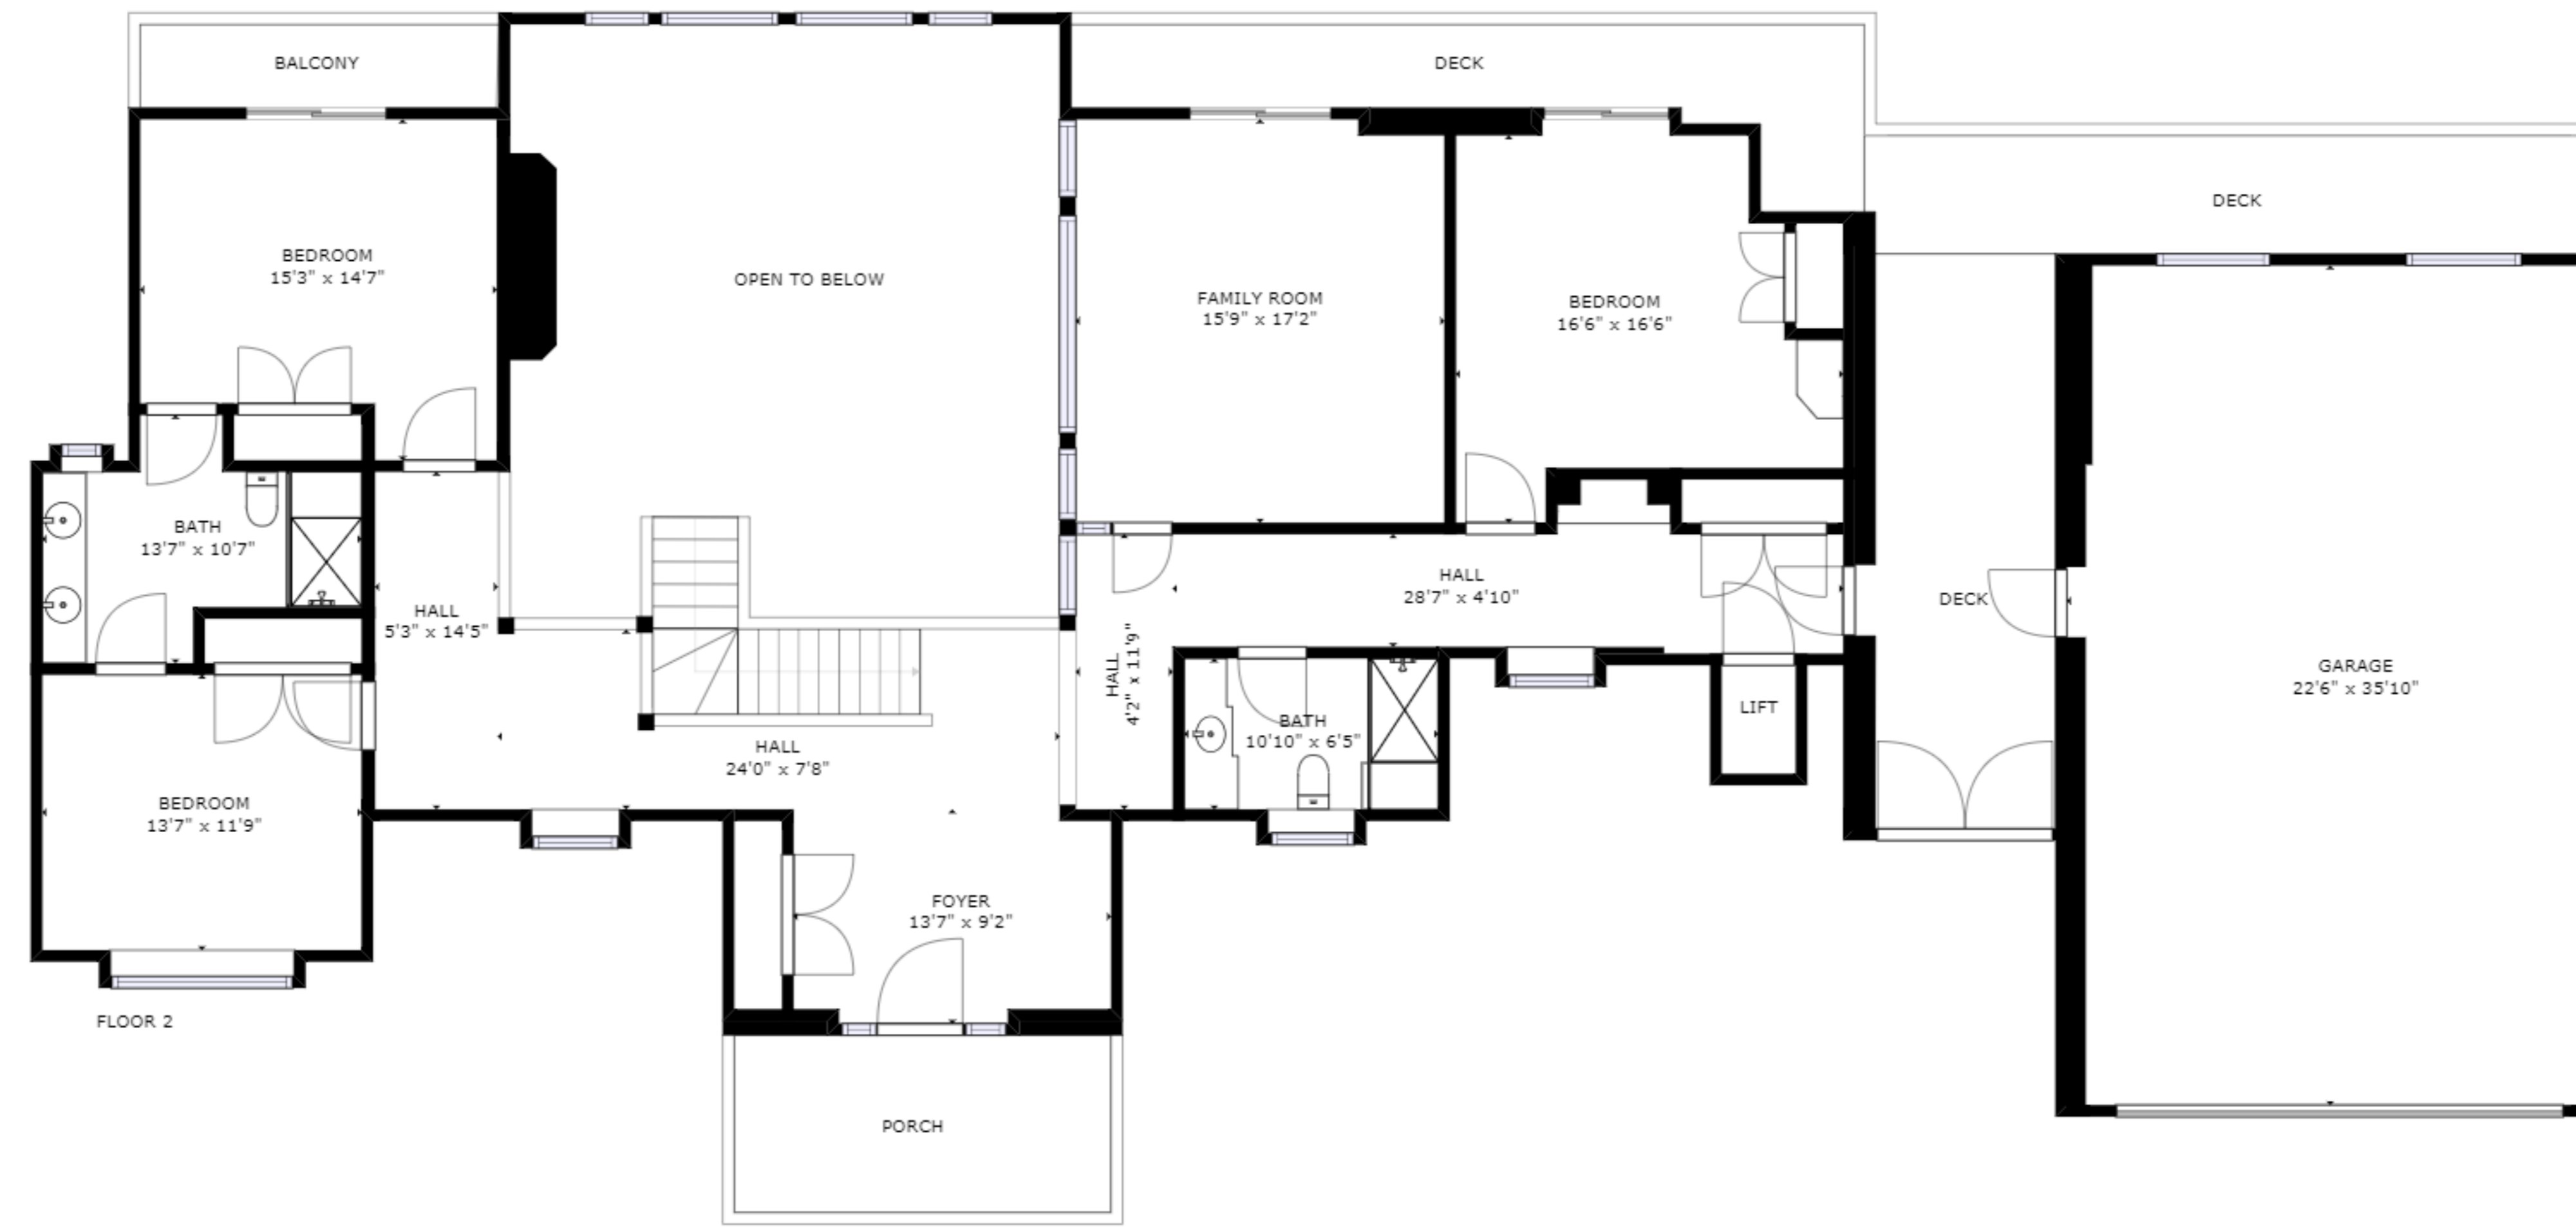 BALCONY
DECK
DECK
BEDROOM
15'3" x 14'7"
OPEN TO BELOW
FAMILY ROOM
15'9" x 17'2"
BEDROOM
16'6" x 16'6"
BATH
13'7" x 10'7"
HALL
5'3" x 14'5"
HALL
28'7" x 4'10"
DECK
HALL
4'2" x 11'9"
GARAGE
22'6" x 35'10"
LIFT
BATH
10'10" x 6'5"
HALL
24'0" x 7'8"
BEDROOM
13'7" x 11'9"
FOYER
13'7" x 9'2"
FLOOR 2
PORCH